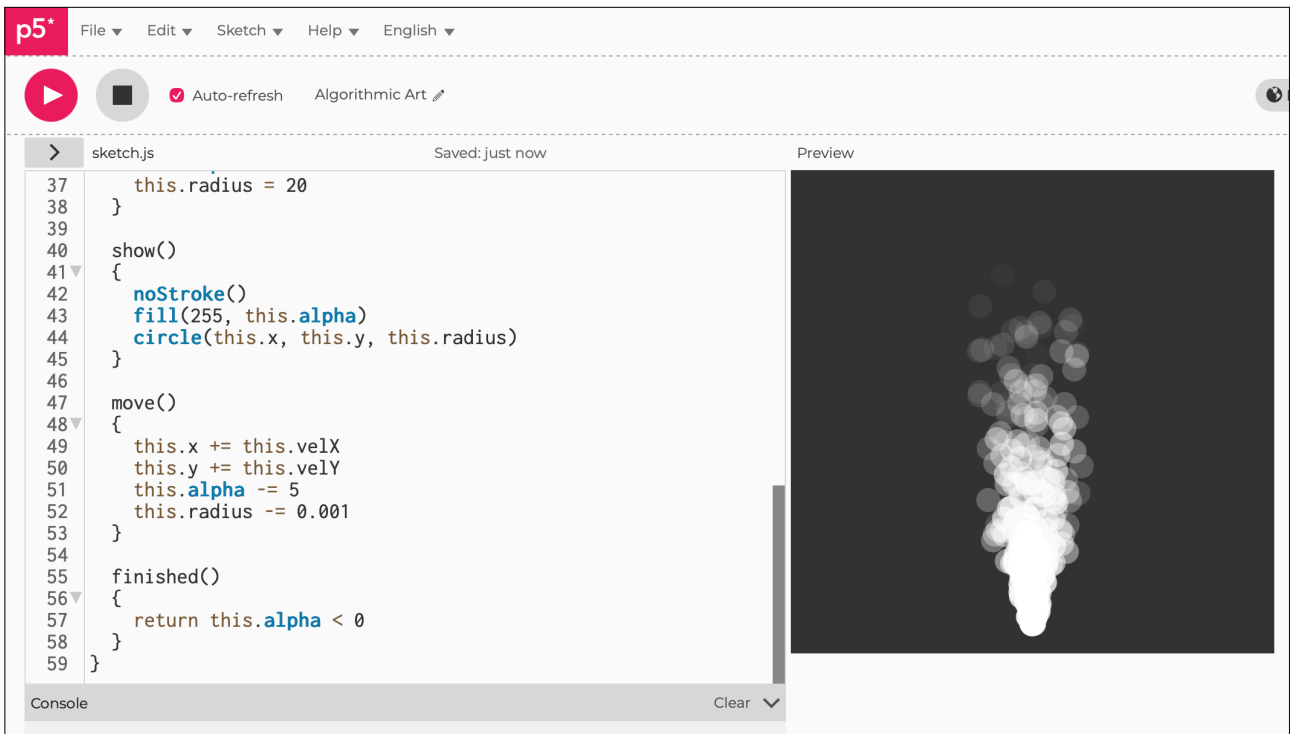 p5*
File Edit Sketch Help English
Auto-refresh Algorithmic Art
sketch.js Saved: just now Preview
37 this.radius = 20
38 }
39
40 show()
41 {
42 noStroke()
43 fill(255, this.alpha)
44 circle(this.x, this.y, this.radius)
45 }
46
47 move()
48 {
49 this.x += this.velX
50 this.y += this.velY
51 this.alpha -= 5
52 this.radius -= 0.001
53 }
54
55 finished()
56 {
57 return this.alpha < 0
58 }
59 }
Console Clear